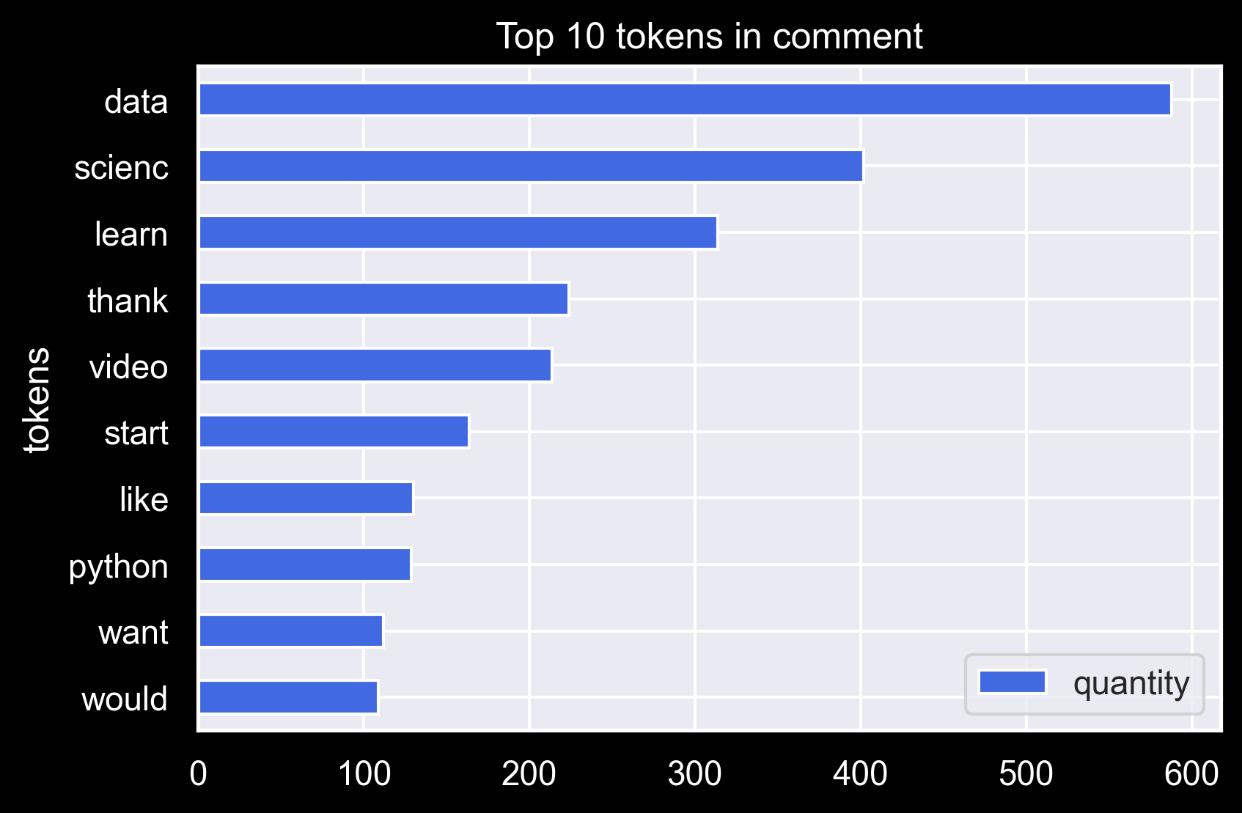 Top 10 tokens in comment
tokens
data
scienc
learn
thank
video
start
like
python
want
would
quantity
0 100 200 300 400 500 600